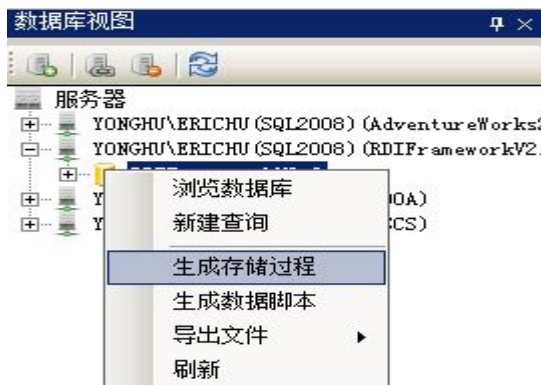 数据库视图
服务器
YONGHU\ERICHU(SQL2008)(AdventureWorks2
YONGHU\ERICHU(SQL2008)(RDIFrameworkV2.
浏览数据库
Y
OA)
新建查询
Y
CS)
生成存储过程
生成数据脚本
导出文件
刷新